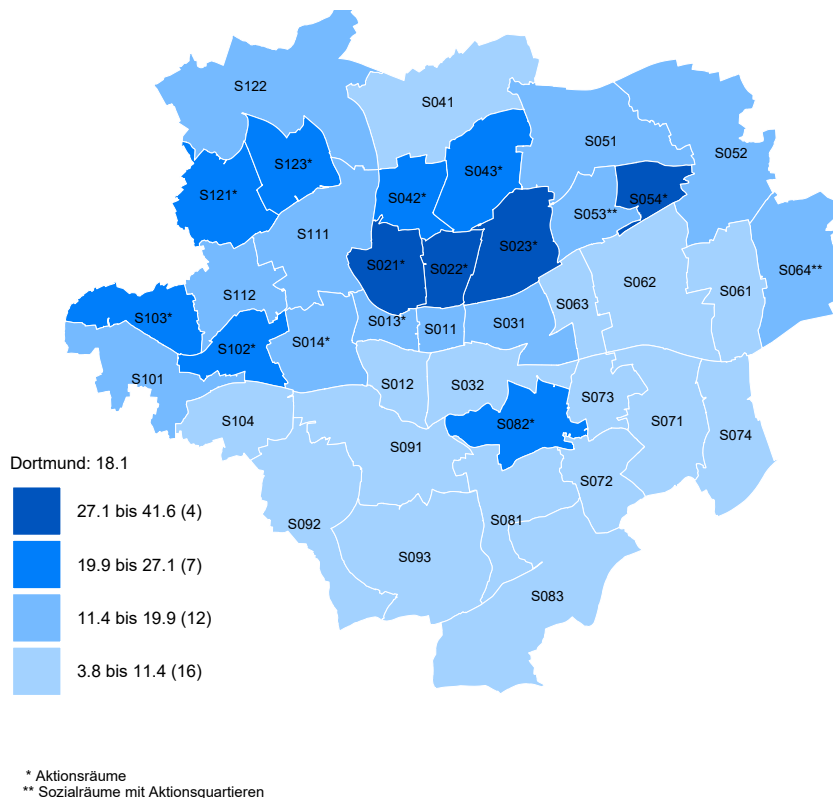 S122
S041
S051
S052
S123*
S121*
S042*
S043*
S054*
S053**
S111
S023*
S021*
S022*
S064**
S062
S061
S112
S063
S103*
S013*
S011
S031
S014*
S102*
S101
S012
S032
S073
S104
S082*
S071
S074
S091
Dortmund: 18.1
S072
27.1 bis 41.6 (4)
S092
S081
S093
19.9 bis 27.1 (7)
S083
11.4 bis 19.9 (12)
3.8 bis 11.4 (16)
* Aktionsräume
** Sozialräume mit Aktionsquartieren